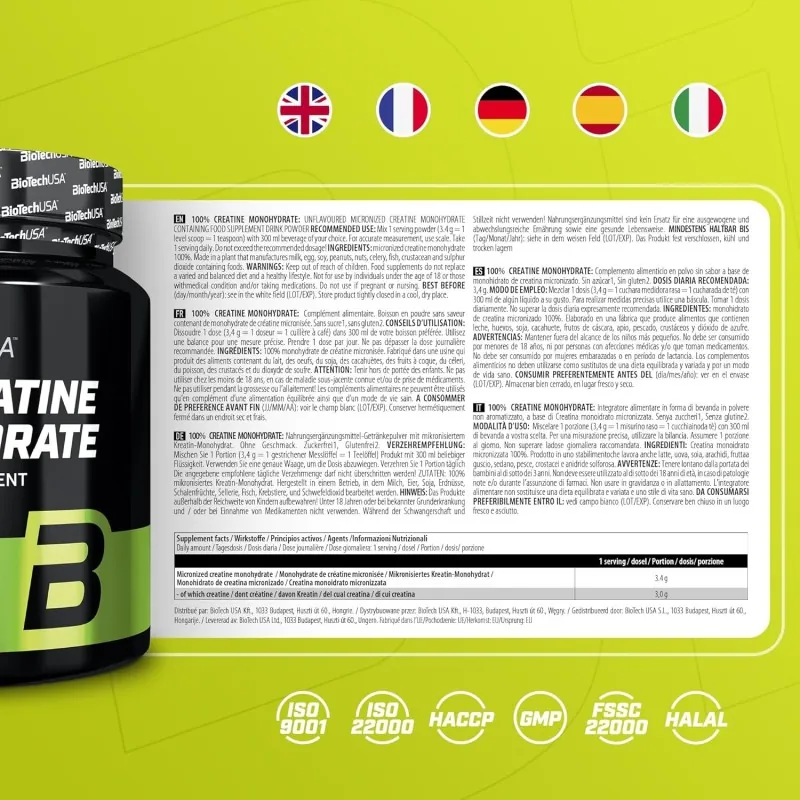 BioTechUSA
BioTechUSA
BioTechUSA
BioTechUSA
ATINE
DRATE
ENT
B
EN 100% CREATINE MONOHYDRATE: UNFLAVOURED MICRONIZED CREATINE MONOHYDRATE
CONTAINING FOOD SUPPLEMENT DRINK POWDER RECOMMENDED USE: Mix 1 serving powder (3.4 g = 1
level scoop = 1 teaspoon) with 300 ml beverage of your choice. For accurate measurement, use scale. Take
1 serving daily. Do not exceed the recommended dosage! INGREDIENTS: micronized creatine monohydrate
100%. Made in a plant that manufactures milk, egg, soy, peanuts, nuts, celery, fish, crustacean and sulphur
dioxide containing foods. WARNINGS: Keep out of reach of children. Food supplements do not replace
a varied and balanced diet and a healthy lifestyle. Not for use by individuals under the age of 18 or those
withmedical condition and/or taking medications. Do not use if pregnant or nursing. BEST BEFORE
(day/month/year): see in the white field (LOT/EXP). Store product tightly closed in a cool, dry place.
FR 100% CREATINE MONOHYDRATE: Complément alimentaire. Boisson en poudre sans saveur
contenant de monohydrate de créatine micronisée. Sans sucre1, sans gluten2. CONSEILS D'UTILISATION:
Dissoudre 1 dose (3,4 g = 1 doseur = 1 cuillère à café) dans 300 ml de votre boisson préférée. Utilisez
une balance pour une mesure précise. Prendre 1 dose par jour. Ne pas dépasser la dose journalière
recommandée. INGRÉDIENTS: 100% monohydrate de créatine micronisée. Fabriqué dans une usine qui
produit des aliments contenant du lait, des oeufs, du soja, des cacahuètes, des fruits à coque, du céleri,
du poisson, des crustacés et du dioxyde de soufre. ATTENTION: Tenir hors de portée des enfants. Ne pas
utiliser chez les moins de 18 ans, en cas de maladie sous-jacente connue et/ou de prise de médicaments.
Ne pas utiliser pendant la grossesse ou l'allaitement! les compléments alimentaires ne peuvent être utilisés
qu'en complément d'une alimentation équilibrée ainsi que d'un mode de vie sain. A CONSOMMER
DE PREFERENCE AVANT FIN (JJ/MM/AA): voir le champ blanc (LOT/EXP). Conserver hermétiquement
fermé dans un endroit sec et frais.
DE 100% CREATINE MONOHYDRATE: Nahrungsergänzungsmittel-Getränkepulver mit mikronisiertem
Kreatin-Monohydrat. Ohne Geschmack. Zuckerfrei1, Glutenfrei2. VERZEHREMPFEHLUNG:
Mischen Sie 1 Portion (3,4 g = 1 gestrichener Messlöffel = 1 Teelöffel) Produkt mit 300 ml beliebiger
Flüssigkeit. Verwenden Sie eine genaue Waage, um die Dosis abzuwiegen. Verzehren Sie 1 Portion täglich
Die angegebene empfohlene tägliche Verzehrmenge darf nicht überschritten werden! ZUTATEN: 100%
mikronisiertes Kreatin-Monohydrat. Hergestellt in einem Betrieb, in dem Milch, Eier, Soja, Erdnüsse,
Schalenfrüchte, Sellerie, Fisch, Krebstiere, und Schwefeldioxid bearbeitet werden. HINWEIS: Das Produkte
außerhalb der Reichweite von Kindern aufbewahren! Unter 18 Jahren oder bei bekannter Grunderkrankung
und / oder bei Einnahme von Medikamenten nicht verwenden. Während der Schwangerschaft und
Stillzeit nicht verwenden! Nahrungsergänzungsmittel sind kein Ersatz für eine ausgewogene und
abwechslungsreiche Ernährung sowie eine gesunde Lebensweise. MINDESTENS HALTBAR BIS
(Tag/Monat/Jahr): siehe in dem weisen Feld (LOT/EXP). Das Produkt fest verschlossen, kühl und
trocken lagern
ES 100% CREATINE MONOHYDRATE: Complemento alimenticio en polvo sin sabor a base de
monohidrato de creatina micronizado. Sin azúcar1, Sin gluten2. DOSIS DIARIA RECOMENDADA:
3,4 g. MODO DE EMPLEO: Mezclar 1 dosis (3,4 g = 1 cuchara medidora rasa = 1 cucharada de té) con
300 ml de algún líquido a su gusto. Para realizar medidas precisas utilice una báscula. Tomar 1 dosis
diariamente. No superar la dosis diaria expresamente recomendada. INGREDIENTES: monohidrato
de creatina micronizado 100%. Elaborado en una fábrica que produce alimentos que contienen
leche, huevos, soja, cacahuete, frutos de cáscara, apio, pescado, crustáceos y dióxido de azufre.
ADVERTENCIAS: Mantener fuera del alcance de los niños más pequeños. No debe ser consumido
por menores de 18 años, ni por personas con afecciones médicas y/o que toman medicamentos.
No debe ser consumido por mujeres embarazadas o en período de lactancia. Los complementos
alimenticios no deben utilizarse como sustitutos de una dieta equilibrada y variada y por un modo
de vida sano. CONSUMIR PREFERENTEMENTE ANTES DEL (día/mes/año): ver en el envase
(LOT/EXP). Almacenar bien cerrado, en lugar fresco y seco.
IT 100% CREATINE MONOHYDRATE: Integratore alimentare in forma di bevanda in polvere
non aromatizzato, a base di Creatina monoidrato micronizzata. Senza zuccheri1, Senza glutine2.
MODALITÀ D'USO: Miscelare 1 porzione (3,4 g = 1 misurino raso = 1 cucchiainoda tè) con 300 ml
di bevanda a vostra scelta. Per una misurazione precisa, utilizzare la bilancia. Assumere 1 porzione
al giorno. Non superare ladose giornaliera raccomandata. INGREDIENTI: Creatina monoidrato
micronizzata 100%. Prodotto in uno stabilimentoche lavora anche latte, uova, soia, arachidi, frutta a
guscio, sedano, pesce, crostacei e anidride solforosa. AVVERTENZE: Tenere lontano dalla portata dei
bambini al di sotto dei 3 anni. Non deve essere utilizzato al di sotto dei 18 anni di età, in caso di patologie
note e/o durante l'assunzione di farmaci. Non usare in gravidanza o in allattamento. L'integratore
alimentare non sostituisce una dieta equilibrata e variata e uno stile di vita sano. DA CONSUMARSI
PREFERIBILMENTE ENTRO IL: vedi campo bianco (LOT/EXP). Conservare ben chiuso in un luogo
fresco e asciutto.
Supplement facts / Wirkstoffe / Principios activos / Agents / Informazioni Nutrizionali
Daily amount / Tagesdosis / Dosis diaria / Dose journalière / Dose giornaliera: 1 serving / dosel / Portion / dosis/ porzione
1 serving / dosel / Portion / dosis/ porzione
Micronized creatine monohydrate / Monohydrate de créatine micronisée / Mikronisiertes Kreatin-Monohydrat /
Monohidrato de creatina micronizado / Creatina monoidrato micronizzata
3.4 g
- of which creatine / dont créatine / davon Kreatin / del cual creatina / di cui creatina
3,0 g
Distribué par: BioTech USA Kft., 1033 Budapest, Huszti út 60., Hongrie. / Dystrybuowane przez: BioTech USA Kft., H-1033, Budapest, Huszti út 60., Węgry. / Gedistribueerd door: BioTech USA S.L., 1033 Budapest, Huszti út 60.,
Hongarije. / Leverered av: BioTech USA Ltd., 1033 Budapest, Huszti út 60., Ungern. Fabriqué dans l'UE/Pochodzenie: UE/Herkomst: EU/Ursprung: EU
ISO 9001
ISO 22000
HACCP
GMP
FSSC 22000
HALAL